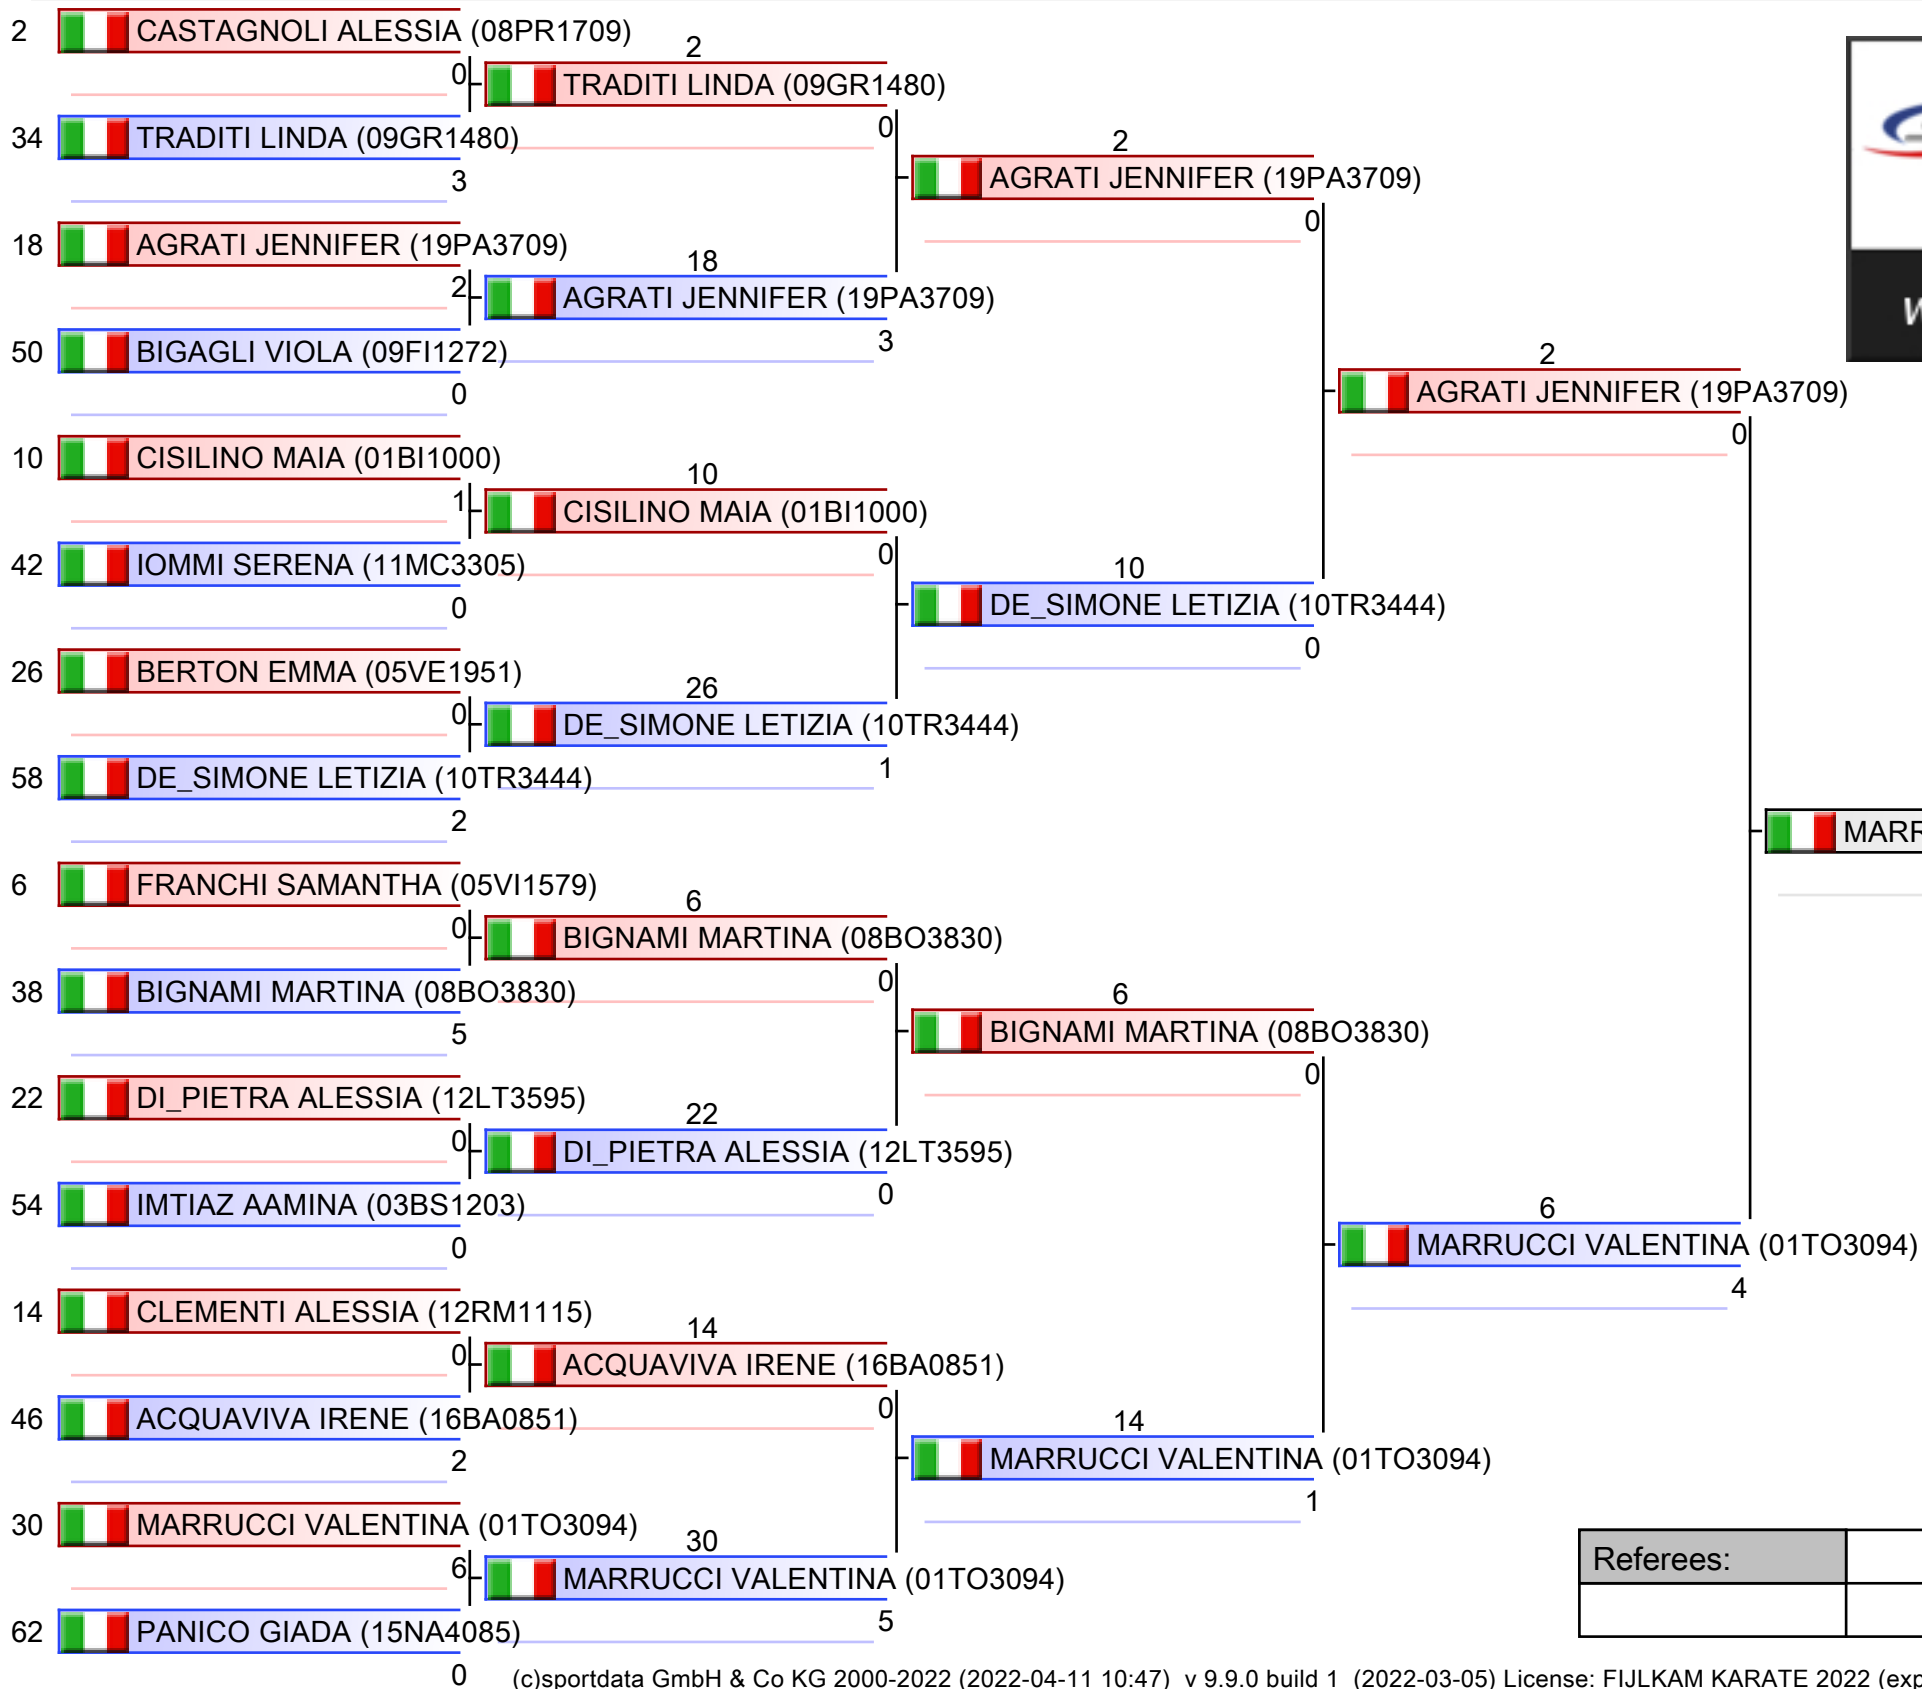 2 CASTAGNOLI ALESSIA (08PR1709)
2
0 TRADITI LINDA (09GR1480)
34 TRADITI LINDA (09GR1480)
0
2
3
AGRATI JENNIFER (19PA3709)
0
18 AGRATI JENNIFER (19PA3709)
18
2 AGRATI JENNIFER (19PA3709)
3
50 BIGAGLI VIOLA (09FI1272)
2
0
AGRATI JENNIFER (19PA3709)
0
10 CISILINO MAIA (01BI1000)
10
1 CISILINO MAIA (01BI1000)
0
42 IOMMI SERENA (11MC3305)
10
0
DE_SIMONE LETIZIA (10TR3444)
0
26 BERTON EMMA (05VE1951)
26
0 DE_SIMONE LETIZIA (10TR3444)
1
58 DE_SIMONE LETIZIA (10TR3444)
2
MARR
6 FRANCHI SAMANTHA (05VI1579)
6
0 BIGNAMI MARTINA (08BO3830)
0
38 BIGNAMI MARTINA (08BO3830)
6
5
BIGNAMI MARTINA (08BO3830)
0
22 DI_PIETRA ALESSIA (12LT3595)
22
0 DI_PIETRA ALESSIA (12LT3595)
0
54 IMTIAZ AAMINA (03BS1203)
6
0
MARRUCCI VALENTINA (01TO3094)
4
14 CLEMENTI ALESSIA (12RM1115)
14
0 ACQUAVIVA IRENE (16BA0851)
0
46 ACQUAVIVA IRENE (16BA0851)
14
2
MARRUCCI VALENTINA (01TO3094)
1
30 MARRUCCI VALENTINA (01TO3094)
30
6 MARRUCCI VALENTINA (01TO3094)
5
Referees:
62 PANICO GIADA (15NA4085)
0
(c)sportdata GmbH & Co KG 2000-2022 (2022-04-11 10:47) v 9.9.0 build 1 (2022-03-05) License: FIJLKAM KARATE 2022 (exp